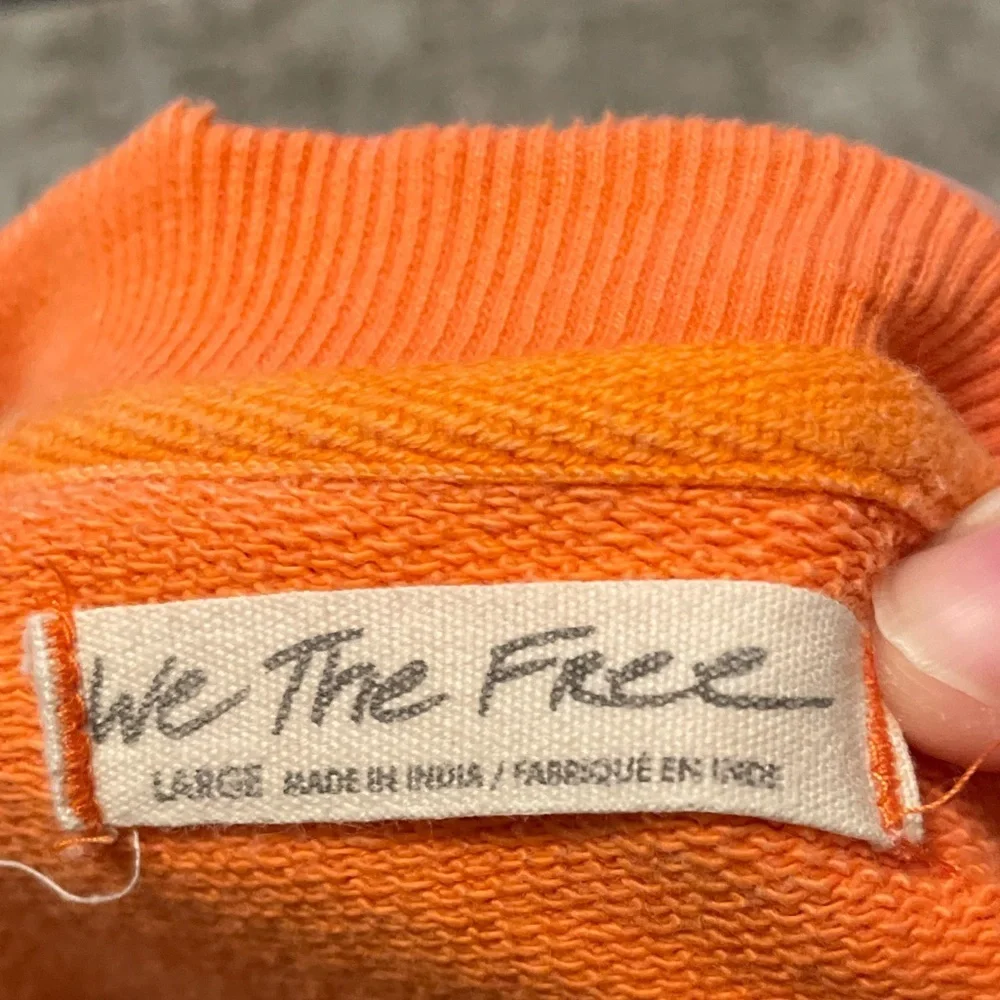 We The Free
LARGE MADE IN INDIA / FABRIQUÉ EN INDE